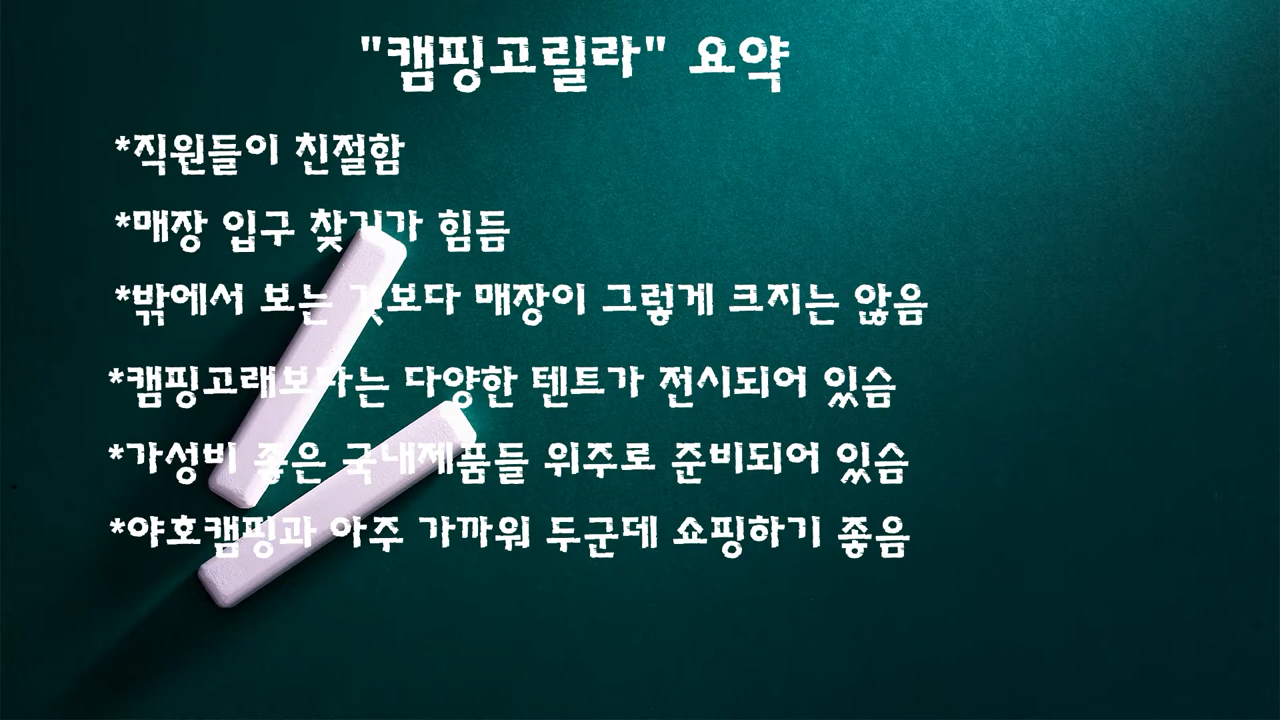 "캠핑고릴라" 요약
*직원들이 친절함
*매장 입구 찾기가 힘듬
*밖에서 보는 것보다 매장이 그렇게 크지는 않음
*캠핑고래보다는 다양한 텐트가 전시되어 있슴
*가성비 좋은 국내제품들 위주로 준비되어 있슴
*야호캠핑과 아주 가까워 두군데 쇼핑하기 좋음